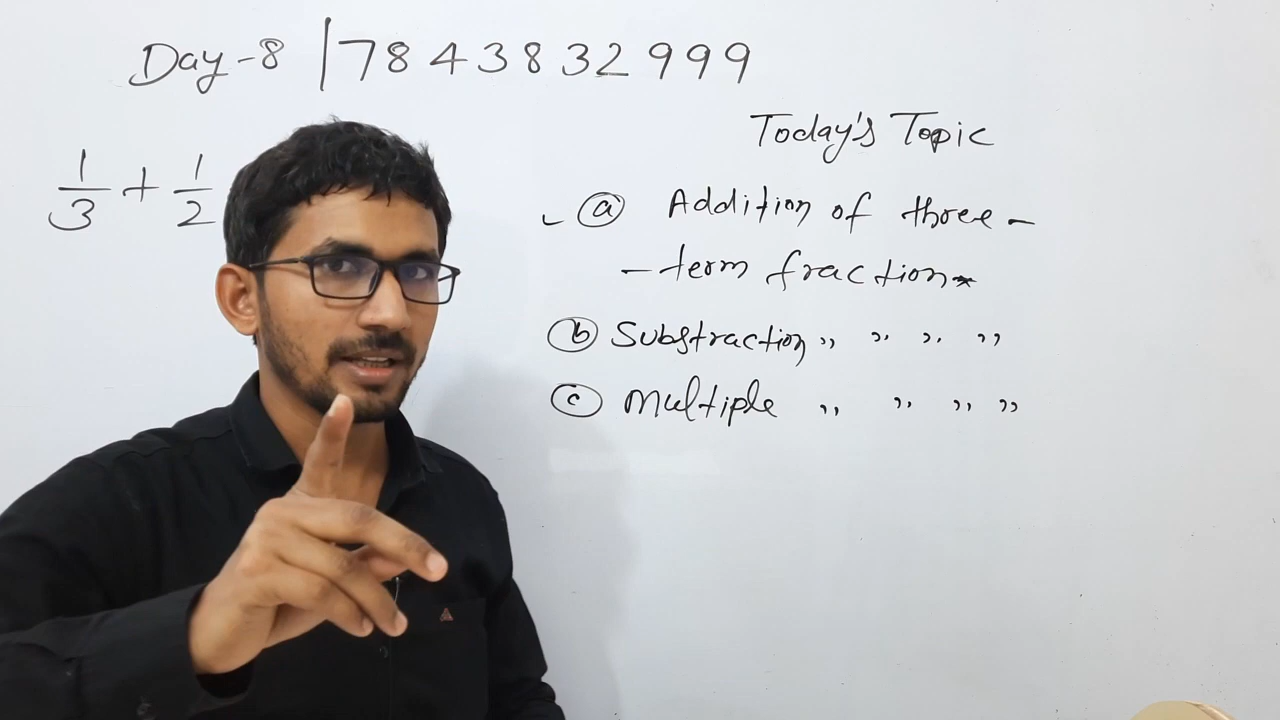 Day-8 | 7843832999
Today's Topic
1/3 + 1/2
(a) Addition of three-
- term fraction
(b) Substraction ,, ,, ,, ,,
(c) Multiple ,, ,, ,, ,,